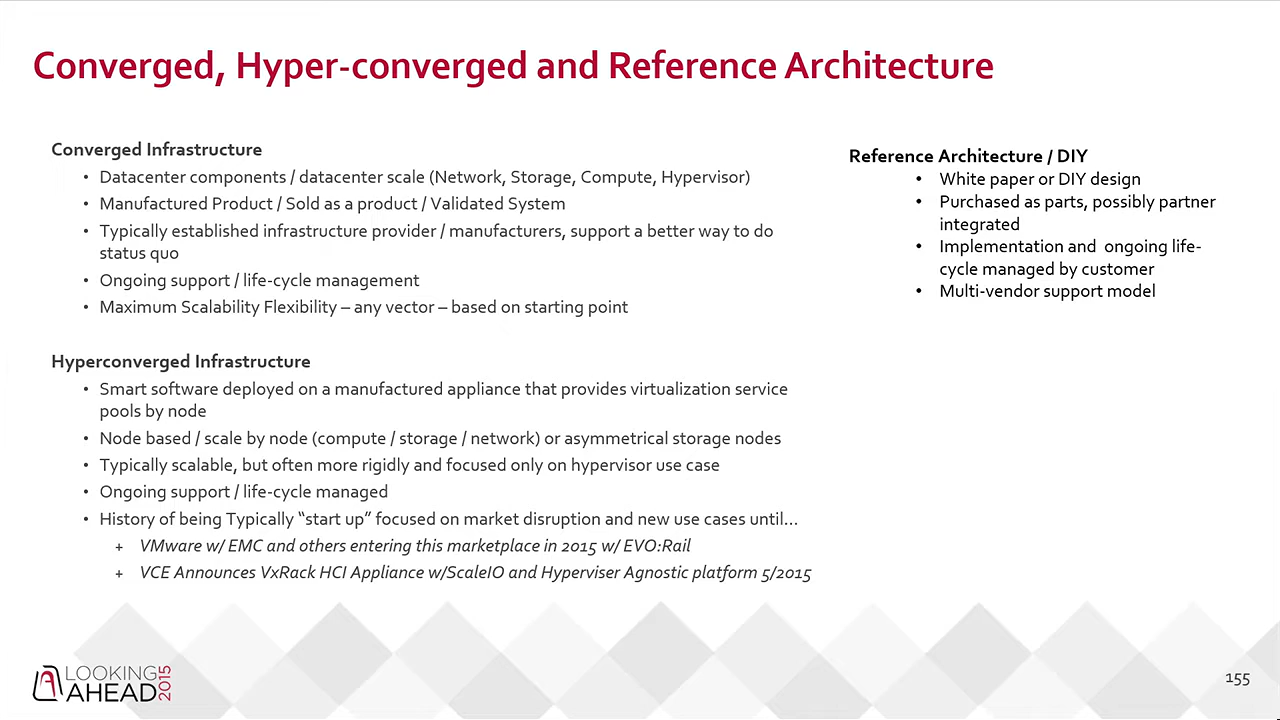 Converged, Hyper-converged and Reference Architecture
Converged Infrastructure
• Datacenter components / datacenter scale (Network, Storage, Compute, Hypervisor)
• Manufactured Product / Sold as a product / Validated System
• Typically established infrastructure provider / manufacturers, support a better way to do
status quo
• Ongoing support / life-cycle management
• Maximum Scalability Flexibility – any vector – based on starting point
Hyperconverged Infrastructure
• Smart software deployed on a manufactured appliance that provides virtualization service
pools by node
• Node based / scale by node (compute / storage / network) or asymmetrical storage nodes
• Typically scalable, but often more rigidly and focused only on hypervisor use case
• Ongoing support / life-cycle managed
• History of being Typically “start up” focused on market disruption and new use cases until…
+ VMware w/ EMC and others entering this marketplace in 2015 w/ EVO:Rail
+ VCE Announces VxRack HCI Appliance w/ScaleIO and Hyperviser Agnostic platform 5/2015
Reference Architecture / DIY
• White paper or DIY design
• Purchased as parts, possibly partner
integrated
• Implementation and  ongoing life-
cycle managed by customer
• Multi-vendor support model
A LOOKING
AHEAD
2015
155